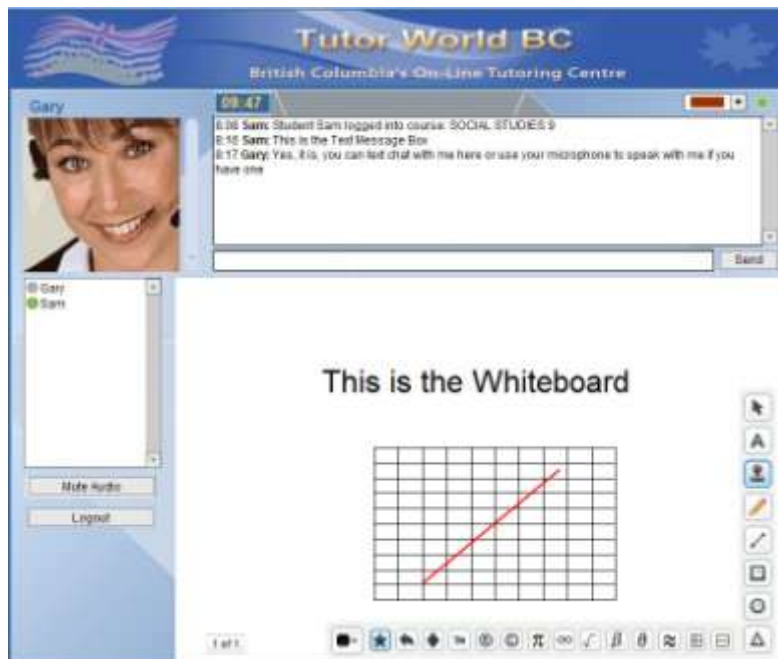 Tutor World BC
British Columbia's On-Line Tutoring Centre
Gary
09:47
Sam: Student Sam logged into course: SOCIAL STUDIES 9
8:16 Sam: This is the Text Message Box
8:17 Gary: Yes, it is, you can text chat with me here or use your microphone to speak with me if you
have one
Send
Gary
Sam
This is the Whiteboard
A
Mute Audio
Logout
1 of 1
π
∞
√
β
θ
≈